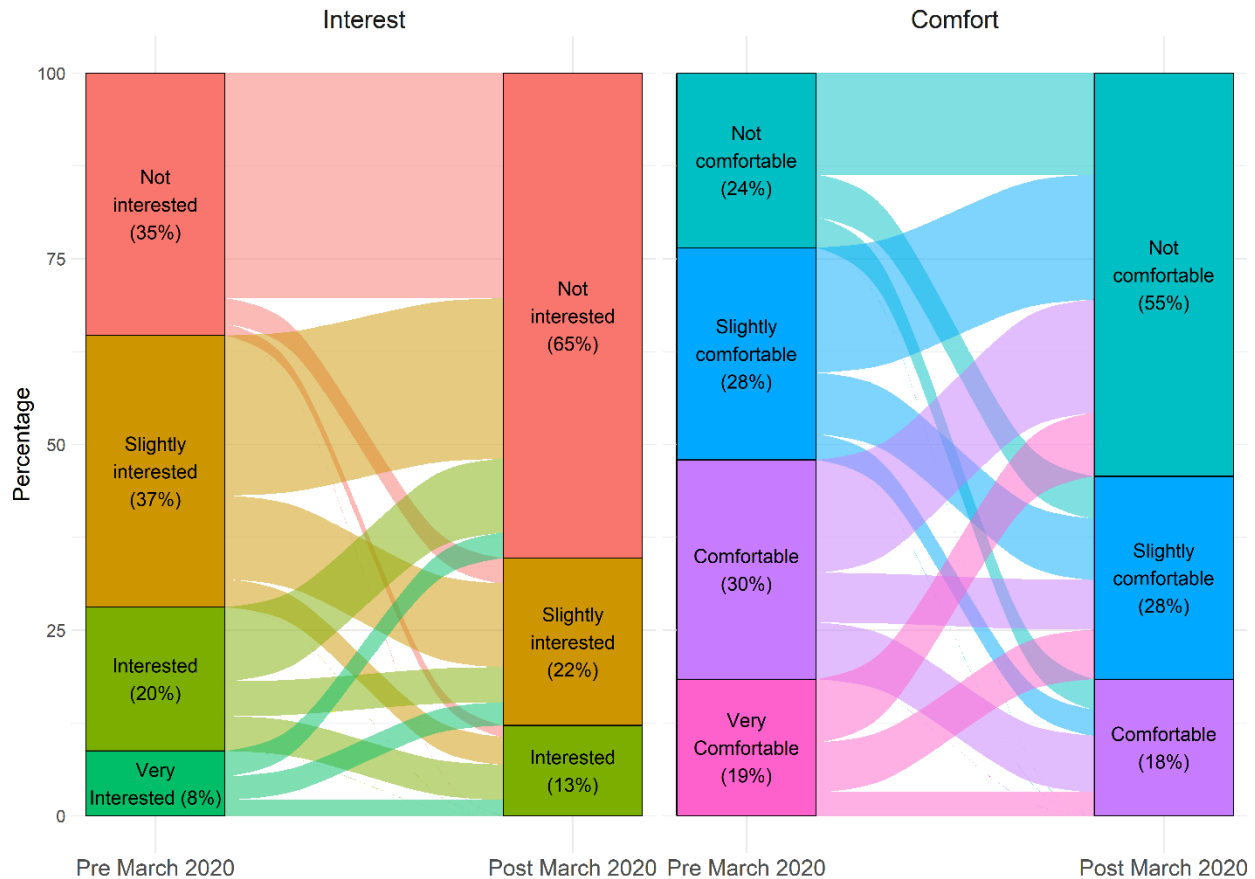 Interest
Comfort
Percentage
100
75
50
25
0
Not
interested
(35%)
Slightly
interested
(37%)
Interested
(20%)
Very
Interested (8%)
Not
interested
(65%)
Slightly
interested
(22%)
Interested
(13%)
Not
comfortable
(24%)
Slightly
comfortable
(28%)
Comfortable
(30%)
Very
Comfortable
(19%)
Not
comfortable
(55%)
Slightly
comfortable
(28%)
Comfortable
(18%)
Pre March 2020
Post March 2020
Pre March 2020
Post March 2020